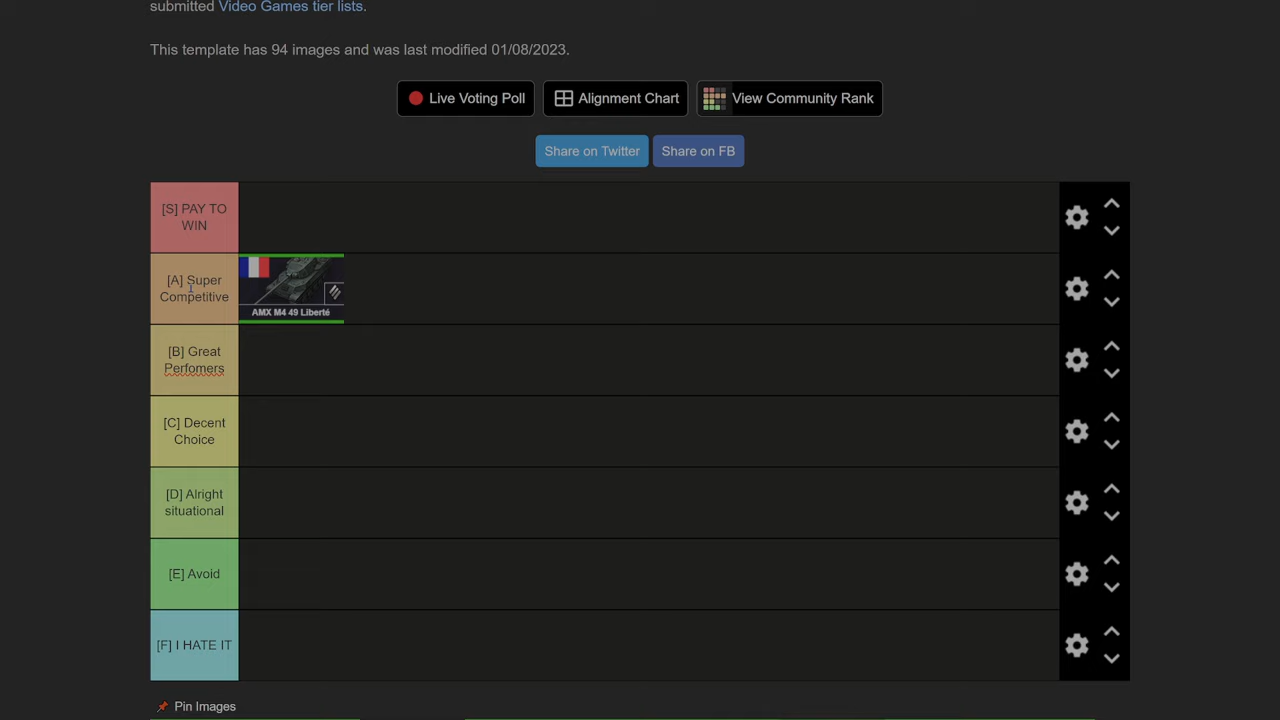 submitted Video Games tier lists.
This template has 94 images and was last modified 01/08/2023.
Live Voting Poll
Alignment Chart
View Community Rank
Share on Twitter
Share on FB
[S] PAY TO
WIN
[A] Super
Competitive
AMX M4 49 Liberté
[B] Great
Perfomers
[C] Decent
Choice
[D] Alright
situational
[E] Avoid
[F] I HATE IT
Pin Images